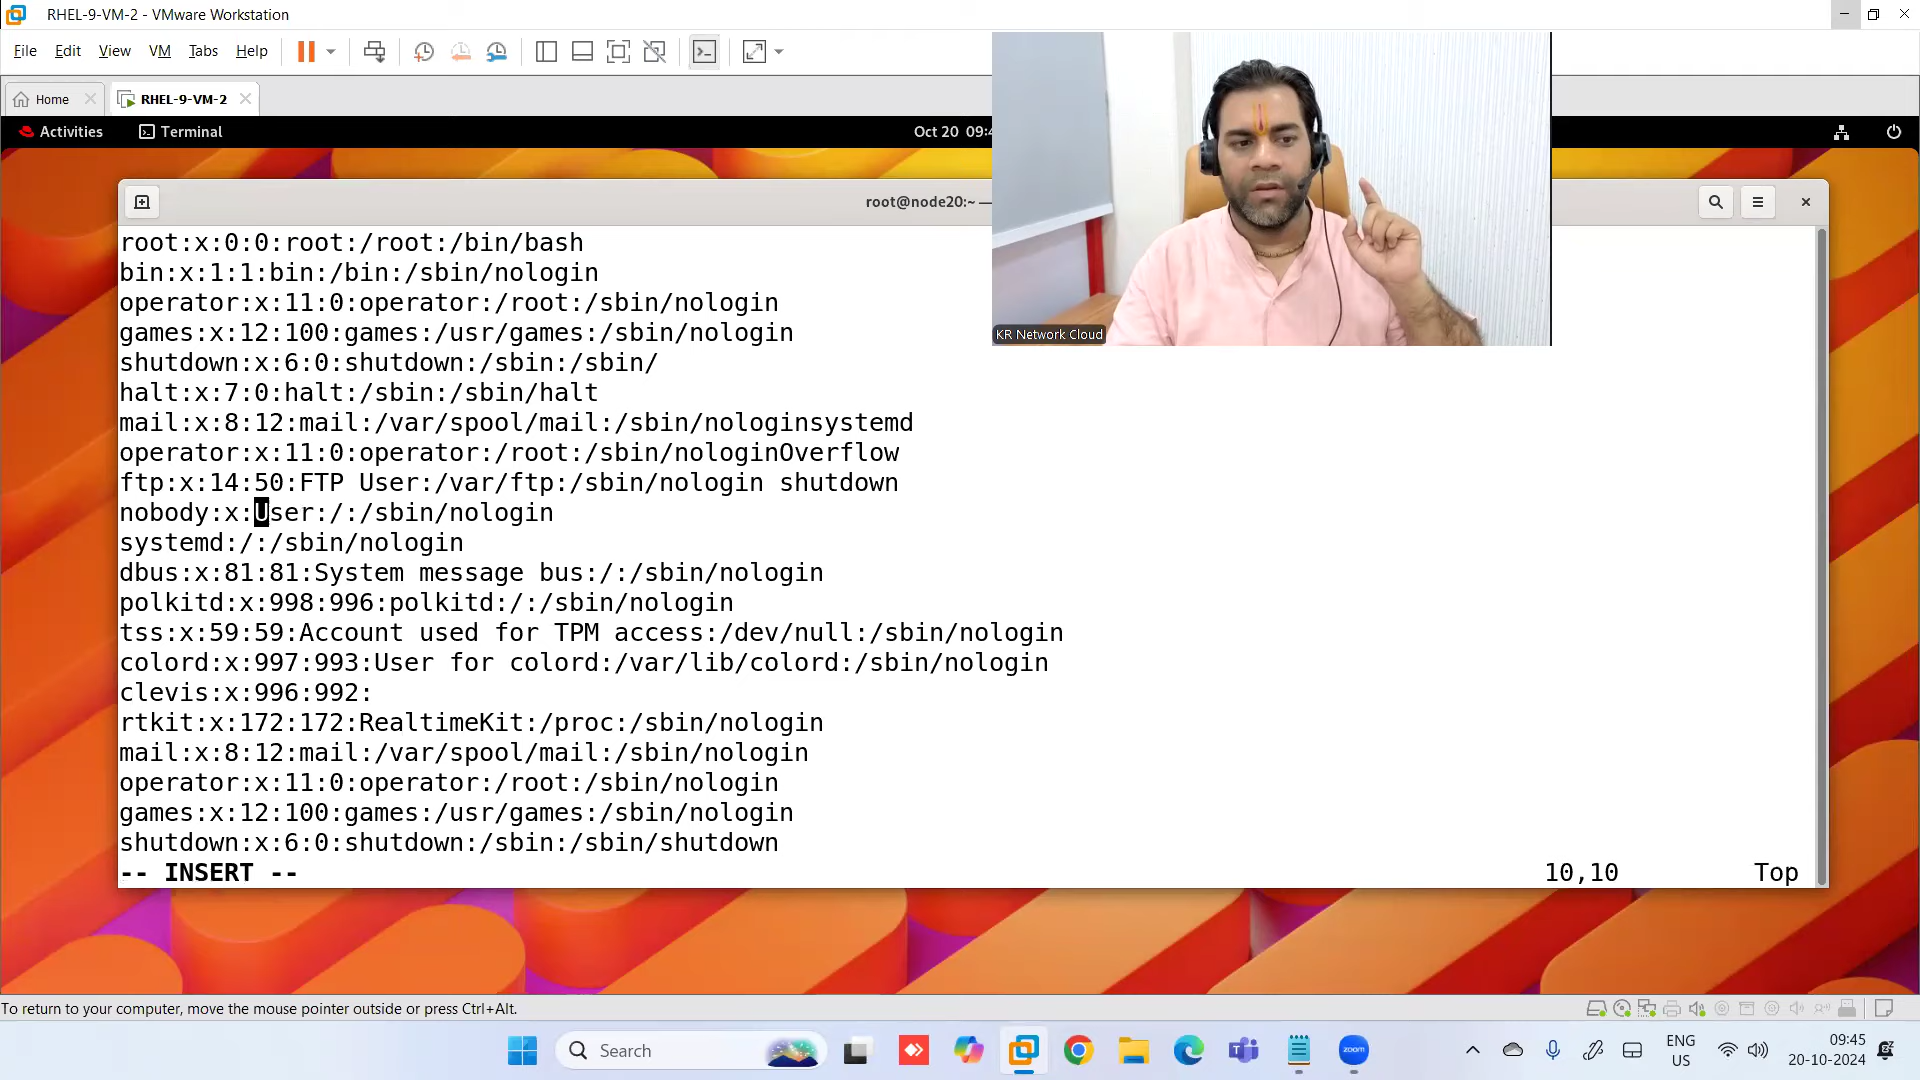 RHEL-9-VM-2 - VMware Workstation
File Edit View VM Tabs Help
Home RHEL-9-VM-2
Activities Terminal Oct 20 09:4
root@node20:~ —
KR Network Cloud
root:x:0:0:root:/root:/bin/bash
bin:x:1:1:bin:/bin:/sbin/nologin
operator:x:11:0:operator:/root:/sbin/nologin
games:x:12:100:games:/usr/games:/sbin/nologin
shutdown:x:6:0:shutdown:/sbin:/sbin/
halt:x:7:0:halt:/sbin:/sbin/halt
mail:x:8:12:mail:/var/spool/mail:/sbin/nologinsystemd
operator:x:11:0:operator:/root:/sbin/nologinOverflow
ftp:x:14:50:FTP User:/var/ftp:/sbin/nologin shutdown
nobody:x:User:/:/sbin/nologin
systemd:/:/sbin/nologin
dbus:x:81:81:System message bus:/:/sbin/nologin
polkitd:x:998:996:polkitd:/:/sbin/nologin
tss:x:59:59:Account used for TPM access:/dev/null:/sbin/nologin
colord:x:997:993:User for colord:/var/lib/colord:/sbin/nologin
clevis:x:996:992:
rtkit:x:172:172:RealtimeKit:/proc:/sbin/nologin
mail:x:8:12:mail:/var/spool/mail:/sbin/nologin
operator:x:11:0:operator:/root:/sbin/nologin
games:x:12:100:games:/usr/games:/sbin/nologin
shutdown:x:6:0:shutdown:/sbin:/sbin/shutdown
-- INSERT -- 10,10 Top
To return to your computer, move the mouse pointer outside or press Ctrl+Alt.
Search
zoom
ENG
US
09:45
20-10-2024